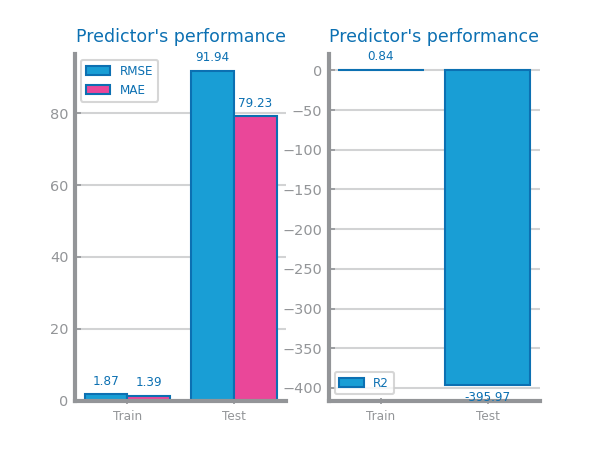 Predictor's performance
91.94
79.23
1.87
1.39
RMSE
MAE
80
60
40
20
0
Train
Test
Predictor's performance
0.84
-395.97
R2
0
−50
−100
−150
−200
−250
−300
−350
−400
Train
Test